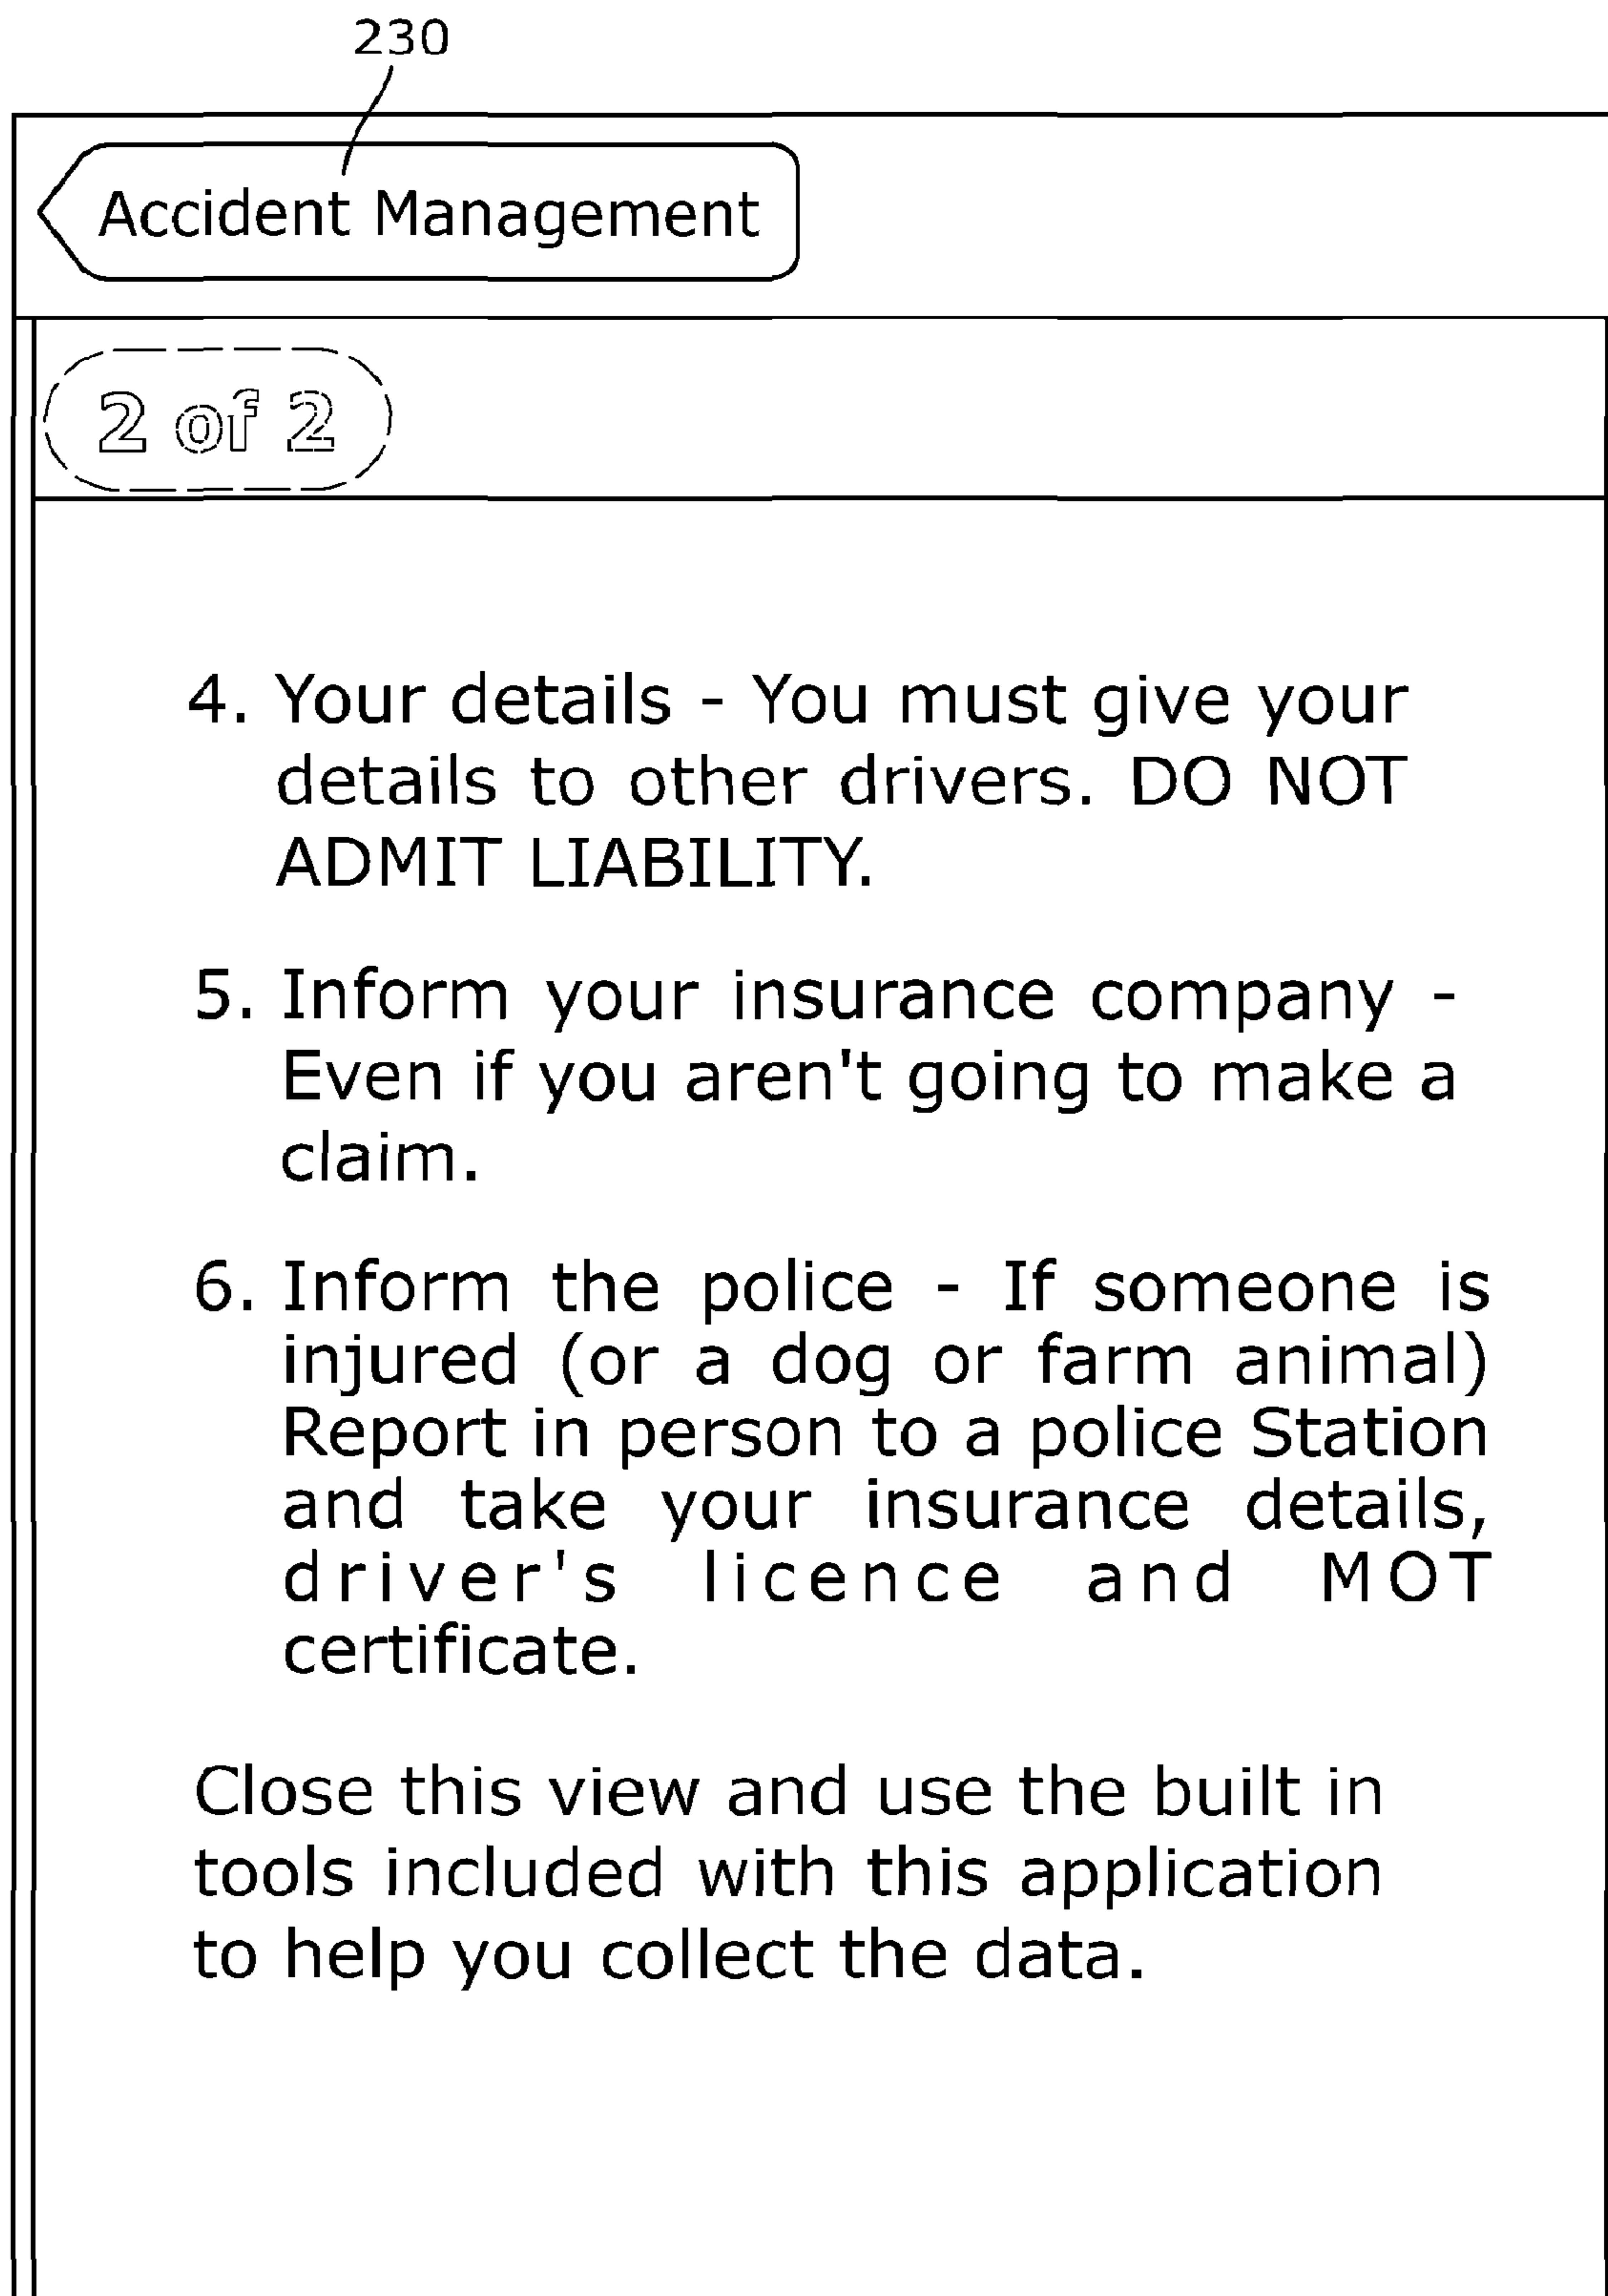 230
Accident Management
2 of 2
4. Your details - You must give your
details to other drivers. DO NOT
ADMIT LIABILITY.
5. Inform your insurance company -
Even if you aren't going to make a
claim.
6. Inform the police - If someone is
injured (or a dog or farm animal)
Report in person to a police Station
and take your insurance details,
driver's licence and MOT
certificate.
Close this view and use the built in
tools included with this application
to help you collect the data.